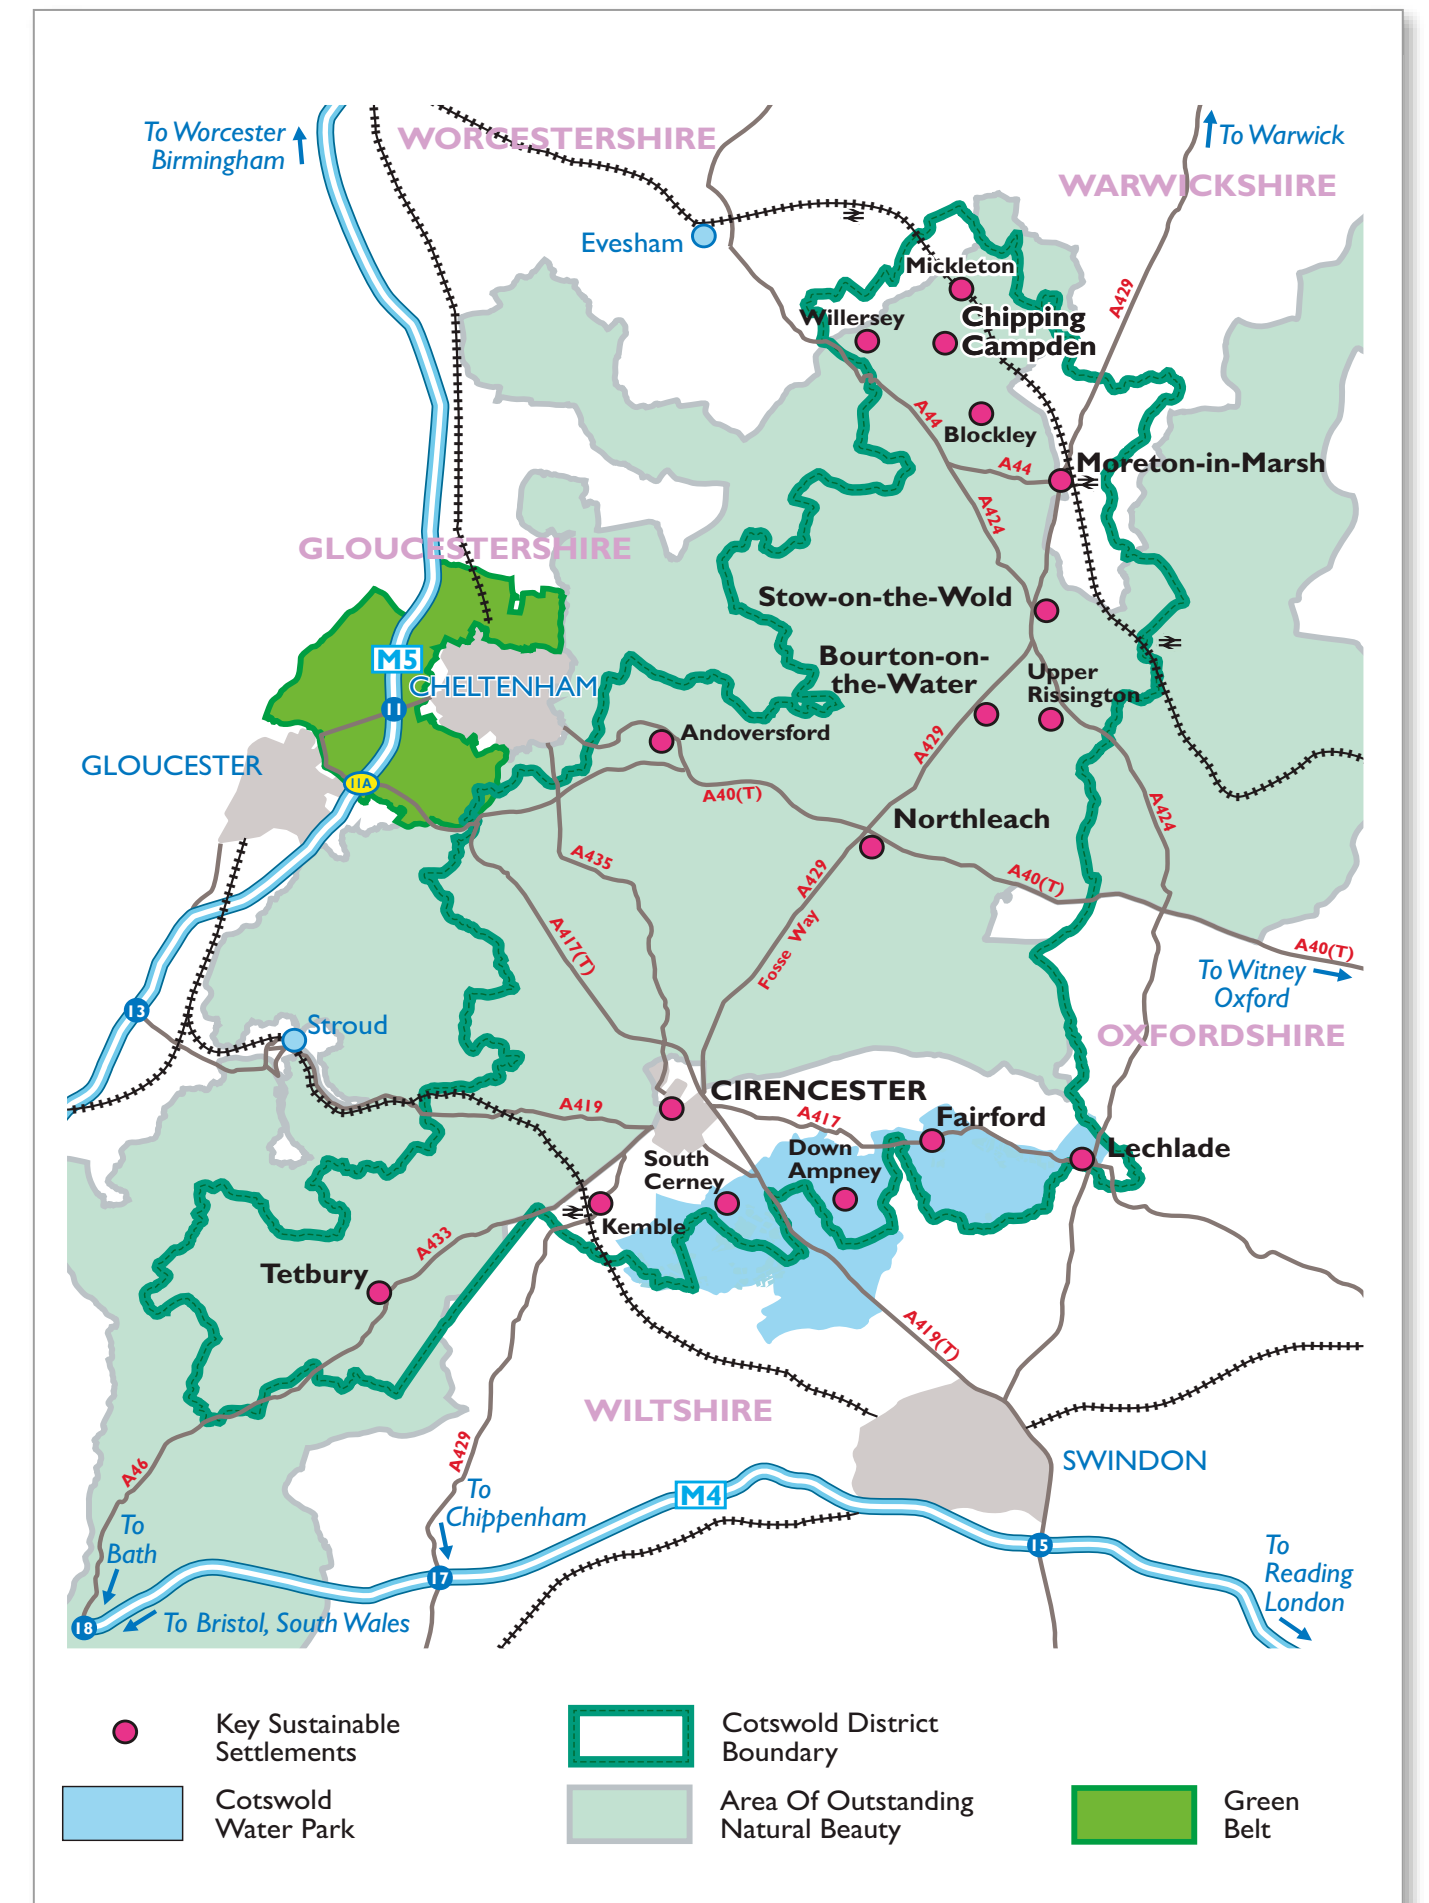 To Worcester
Birmingham
WORCESTERSHIRE
To Warwick
WARWICKSHIRE
Evesham
Mickleton
A429
Willersey
Chipping
Campden
A44
Blockley
A44
Moreton-in-Marsh
A424
GLOUCESTERSHIRE
Stow-on-the-Wold
M5
Bourton-on-
the-Water
Upper
Rissington
CHELTENHAM
11
Andoversford
A429
GLOUCESTER
11A
A40(T)
A424
Northleach
A435
A429
A40(T)
Fosse Way
A417(T)
A40(T)
To Witney
Oxford
13
Stroud
OXFORDSHIRE
CIRENCESTER
A419
A417
Fairford
Down
Ampney
Lechlade
South
Cerney
Kemble
A433
Tetbury
A419(T)
WILTSHIRE
A429
SWINDON
A46
To
Chippenham
M4
To
Bath
15
To
Reading
London
17
18
To Bristol, South Wales
Key Sustainable
Settlements
Cotswold District
Boundary
Cotswold
Water Park
Area Of Outstanding
Natural Beauty
Green
Belt